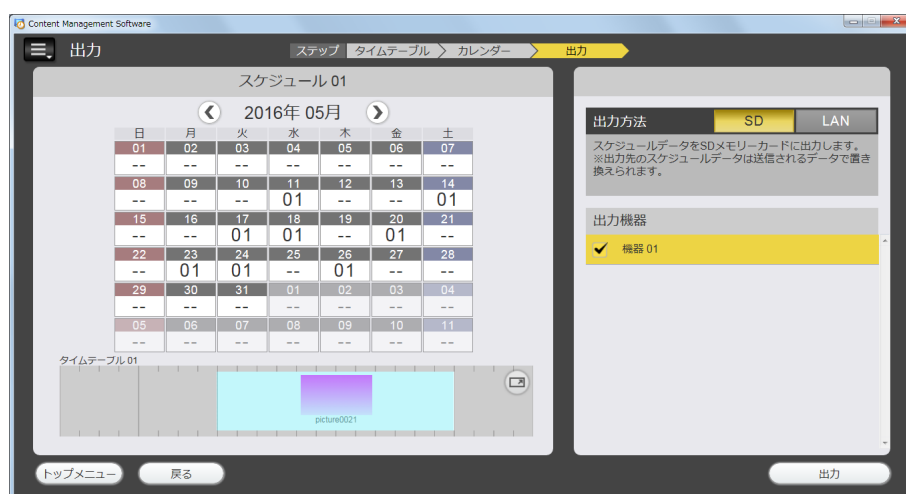 Content Management Software
出力
ステップ タイムテーブル カレンダー 出力
スケジュール 01
2016年 05月
日 月 火 水 木 金 土
01 02 03 04 05 06 07
-- -- -- -- -- -- --
08 09 10 11 12 13 14
-- -- -- 01 -- -- 01
15 16 17 18 19 20 21
-- -- 01 01 -- 01 --
22 23 24 25 26 27 28
-- 01 01 -- 01 -- --
29 30 31 01 02 03 04
-- -- -- -- -- -- --
05 06 07 08 09 10 11
-- -- -- -- -- -- --
タイムテーブル 01
picture0021
出力方法 SD LAN
スケジュールデータをSDメモリーカードに出力します。
※出力先のスケジュールデータは送信されるデータで置き
換えられます。
出力機器
機器 01
トップメニュー 戻る 出力